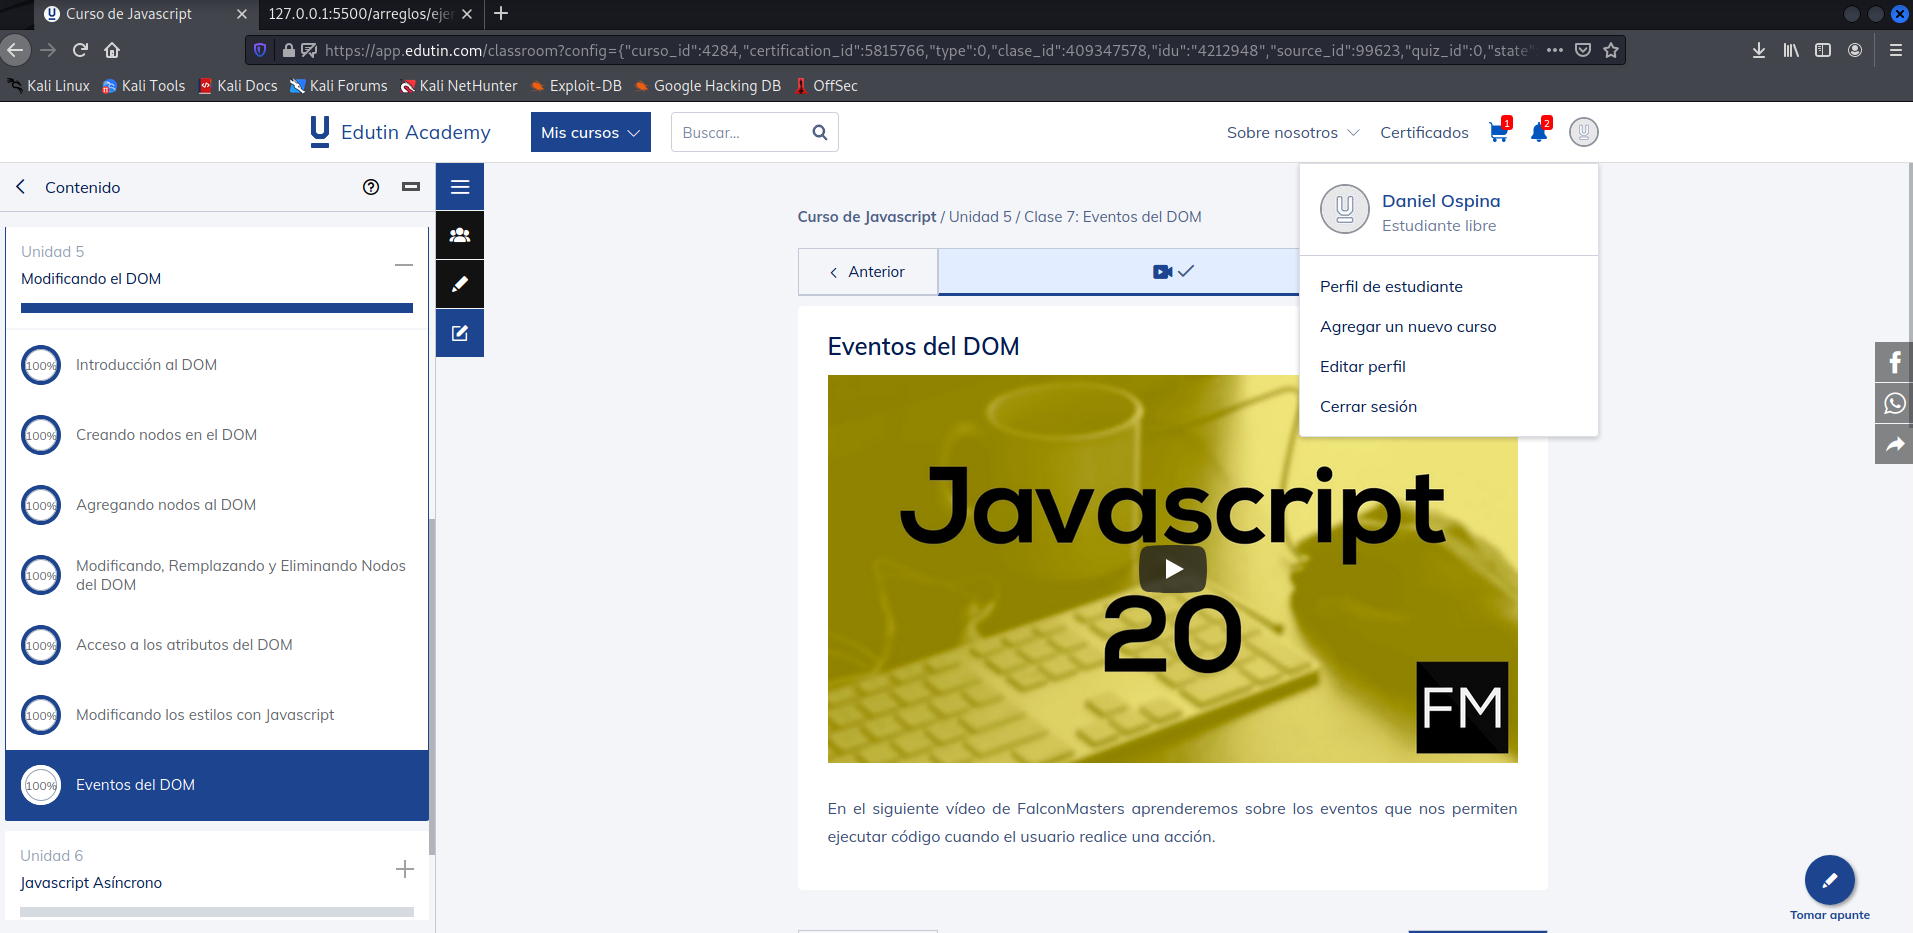 Curso de Javascript
127.0.0.1:5500/arreglos/ejer
https://app.edutin.com/classroom?config={"curso_id":4284,"certification_id":5815766,"type":0,"clase_id":409347578,"idu":"4212948","source_id":99623,"quiz_id":0,"state"
Kali Linux Kali Tools Kali Docs Kali Forums Kali NetHunter Exploit-DB Google Hacking DB OffSec
Edutin Academy Mis cursos Buscar... Sobre nosotros Certificados 1 2
Contenido
Unidad 5
Modificando el DOM
100% Introducción al DOM
100% Creando nodos en el DOM
100% Agregando nodos al DOM
100% Modificando, Remplazando y Eliminando Nodos
del DOM
100% Acceso a los atributos del DOM
100% Modificando los estilos con Javascript
100% Eventos del DOM
Unidad 6
Javascript Asíncrono
Curso de Javascript / Unidad 5 / Clase 7: Eventos del DOM
Anterior
Eventos del DOM
Javascript
20
FM
En el siguiente vídeo de FalconMasters aprenderemos sobre los eventos que nos permiten
ejecutar código cuando el usuario realice una acción.
Daniel Ospina
Estudiante libre
Perfil de estudiante
Agregar un nuevo curso
Editar perfil
Cerrar sesión
Tomar apunte